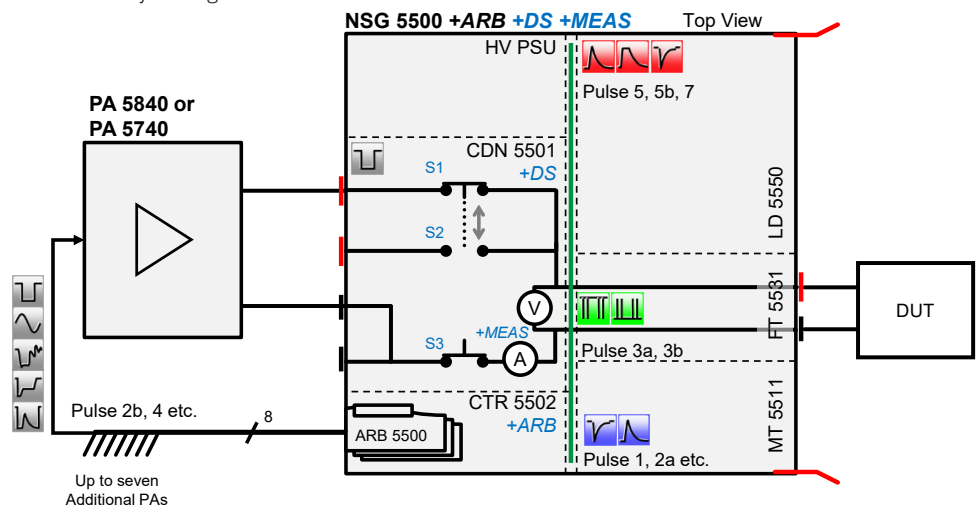 NSG 5500 +ARB +DS +MEAS
Top View
HV PSU
Pulse 5, 5b, 7
PA 5840 or
PA 5740
CDN 5501
+DS
S1
S2
LD 5550
V
FT 5531
DUT
+MEAS
S3
A
Pulse 3a, 3b
CTR 5502
+ARB
MT 5511
Pulse 2b, 4 etc.
8
ARB 5500
Pulse 1, 2a etc.
Up to seven
Additional PAs